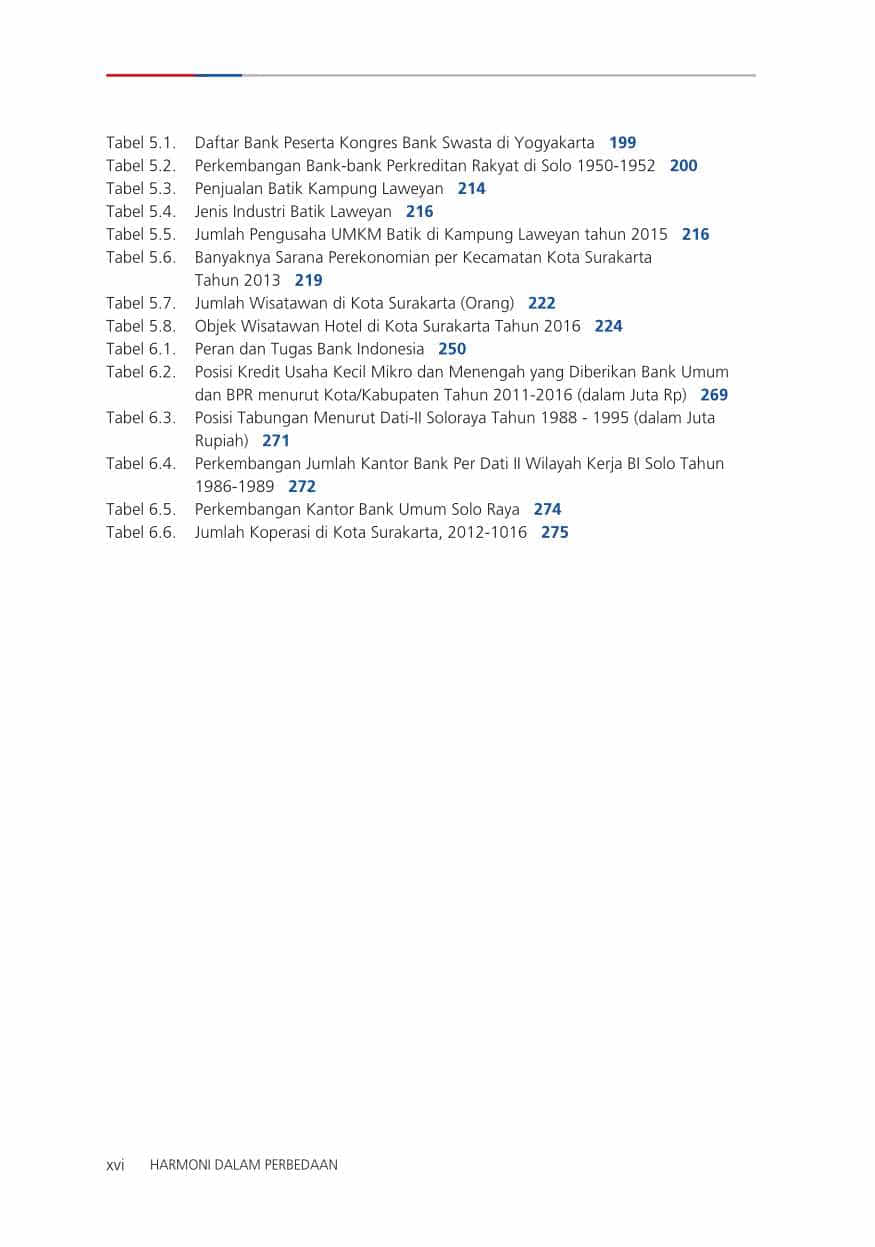 Tabel 5.1. Daftar Bank Peserta Kongres Bank Swasta di Yogyakarta 199
Tabel 5.2. Perkembangan Bank-bank Perkreditan Rakyat di Solo 1950-1952 200
Tabel 5.3. Penjualan Batik Kampung Laweyan 214
Tabel 5.4. Jenis Industri Batik Laweyan 216
Tabel 5.5. Jumlah Pengusaha UMKM Batik di Kampung Laweyan tahun 2015 216
Tabel 5.6. Banyaknya Sarana Perekonomian per Kecamatan Kota Surakarta
Tahun 2013 219
Tabel 5.7. Jumlah Wisatawan di Kota Surakarta (Orang) 222
Tabel 5.8. Objek Wisatawan Hotel di Kota Surakarta Tahun 2016 224
Tabel 6.1. Peran dan Tugas Bank Indonesia 250
Tabel 6.2. Posisi Kredit Usaha Kecil Mikro dan Menengah yang Diberikan Bank Umum
dan BPR menurut Kota/Kabupaten Tahun 2011-2016 (dalam Juta Rp) 269
Tabel 6.3. Posisi Tabungan Menurut Dati-II Soloraya Tahun 1988 - 1995 (dalam Juta
Rupiah) 271
Tabel 6.4. Perkembangan Jumlah Kantor Bank Per Dati II Wilayah Kerja BI Solo Tahun
1986-1989 272
Tabel 6.5. Perkembangan Kantor Bank Umum Solo Raya 274
Tabel 6.6. Jumlah Koperasi di Kota Surakarta, 2012-1016 275
xvi HARMONI DALAM PERBEDAAN